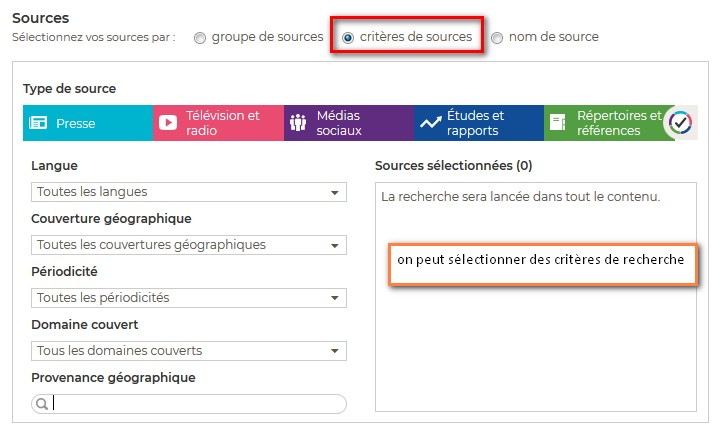 Sources
Sélectionnez vos sources par : groupe de sources critères de sources nom de source
Type de source
Presse
Télévision et
radio
Médias
sociaux
Études et
rapports
Répertoires et
références
Langue
Toutes les langues
Couverture géographique
Toutes les couvertures géographiques
Périodicité
Toutes les périodicités
Domaine couvert
Tous les domaines couverts
Provenance géographique
Sources sélectionnées (0)
La recherche sera lancée dans tout le contenu.
on peut sélectionner des critères de recherche